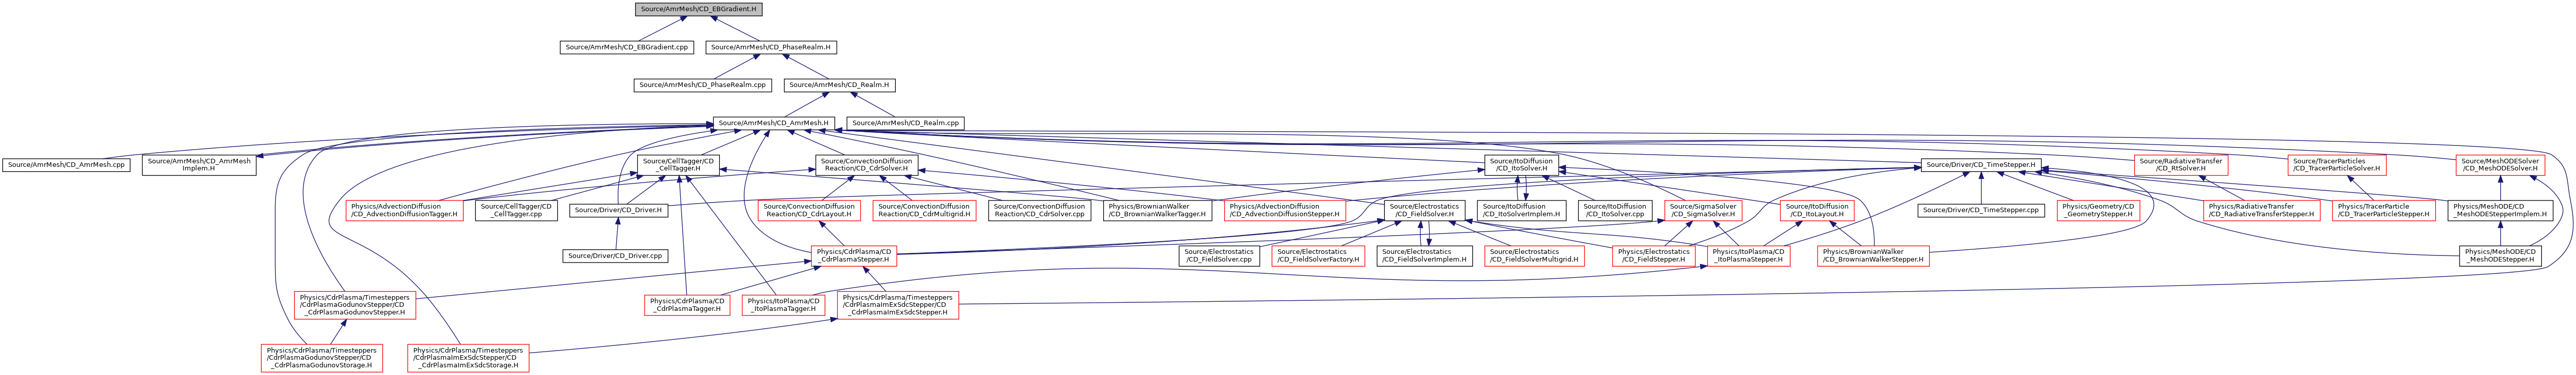 Source/AmrMesh/CD_EBGradient.H
Source/AmrMesh/CD_EBGradient.cpp
Source/AmrMesh/CD_PhaseRealm.H
Source/AmrMesh/CD_PhaseRealm.cpp
Source/AmrMesh/CD_Realm.H
Source/AmrMesh/CD_AmrMesh.H
Source/AmrMesh/CD_Realm.cpp
Source/AmrMesh/CD_AmrMesh.cpp
Source/AmrMesh/CD_AmrMesh
Implem.H
Source/CellTagger/CD
_CellTagger.H
Source/ConvectionDiffusion
Reaction/CD_CdrSolver.H
Source/ItoDiffusion
/CD_ItoSolver.H
Source/Driver/CD_TimeStepper.H
Source/RadiativeTransfer
/CD_RtSolver.H
Source/TracerParticles
/CD_TracerParticleSolver.H
Source/MeshODESolver
/CD_MeshODESolver.H
Physics/AdvectionDiffusion
/CD_AdvectionDiffusionTagger.H
Source/CellTagger/CD
_CellTagger.cpp
Source/Driver/CD_Driver.H
Source/ConvectionDiffusion
Reaction/CD_CdrLayout.H
Source/ConvectionDiffusion
Reaction/CD_CdrMultigrid.H
Source/ConvectionDiffusion
Reaction/CD_CdrSolver.cpp
Physics/BrownianWalker
/CD_BrownianWalkerTagger.H
Physics/AdvectionDiffusion
/CD_AdvectionDiffusionStepper.H
Source/Electrostatics
/CD_FieldSolver.H
Source/ItoDiffusion
/CD_ItoSolverImplem.H
Source/ItoDiffusion
/CD_ItoSolver.cpp
Source/SigmaSolver
/CD_SigmaSolver.H
Source/ItoDiffusion
/CD_ItoLayout.H
Source/Driver/CD_TimeStepper.cpp
Physics/Geometry/CD
_GeometryStepper.H
Physics/RadiativeTransfer
/CD_RadiativeTransferStepper.H
Physics/TracerParticle
/CD_TracerParticleStepper.H
Physics/MeshODE/CD
_MeshODEStepperImplem.H
Source/Driver/CD_Driver.cpp
Physics/CdrPlasma/CD
_CdrPlasmaStepper.H
Source/Electrostatics
/CD_FieldSolver.cpp
Source/Electrostatics
/CD_FieldSolverFactory.H
Source/Electrostatics
/CD_FieldSolverImplem.H
Source/Electrostatics
/CD_FieldSolverMultigrid.H
Physics/Electrostatics
/CD_FieldStepper.H
Physics/ItoPlasma/CD
_ItoPlasmaStepper.H
Physics/BrownianWalker
/CD_BrownianWalkerStepper.H
Physics/MeshODE/CD
_MeshODEStepper.H
Physics/CdrPlasma/Timesteppers
/CdrPlasmaGodunovStepper/CD
_CdrPlasmaGodunovStepper.H
Physics/CdrPlasma/CD
_CdrPlasmaTagger.H
Physics/ItoPlasma/CD
_ItoPlasmaTagger.H
Physics/CdrPlasma/Timesteppers
/CdrPlasmaImExSdcStepper/CD
_CdrPlasmaImExSdcStepper.H
Physics/CdrPlasma/Timesteppers
/CdrPlasmaGodunovStepper/CD
_CdrPlasmaGodunovStorage.H
Physics/CdrPlasma/Timesteppers
/CdrPlasmaImExSdcStepper/CD
_CdrPlasmaImExSdcStorage.H